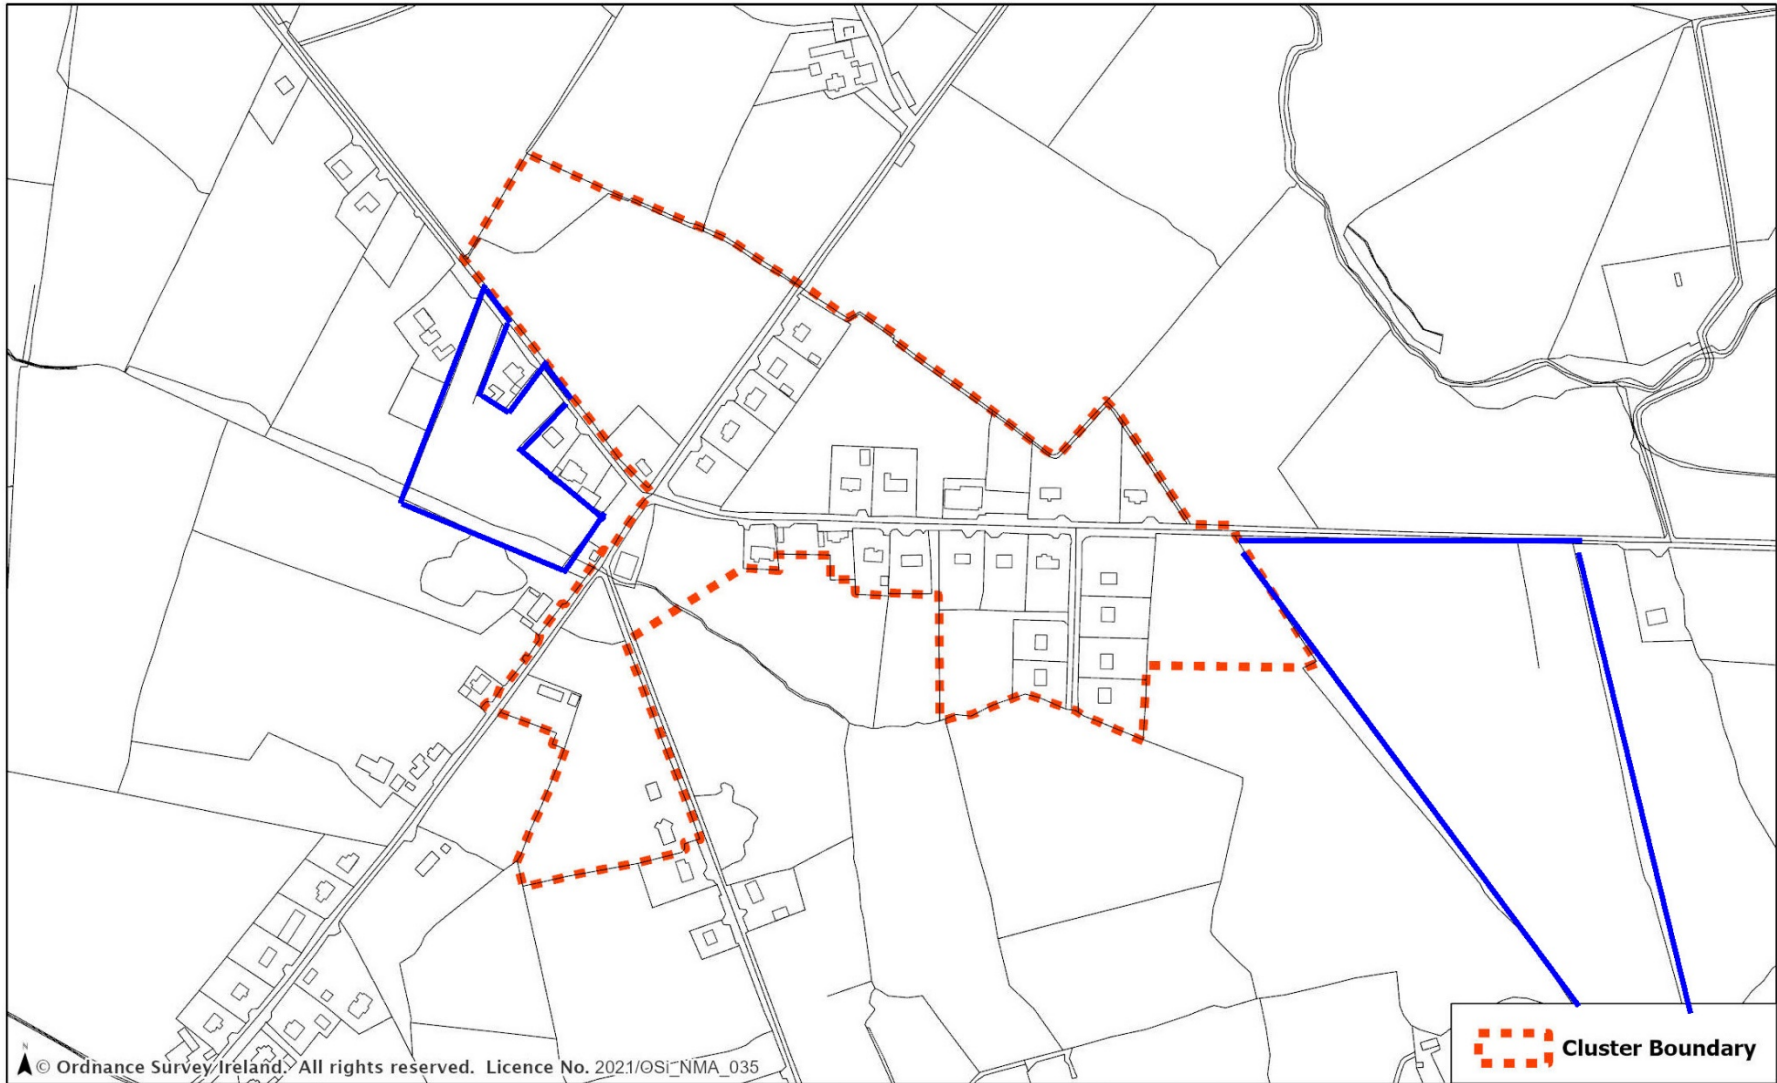 N
© Ordnance Survey Ireland. All rights reserved. Licence No. 2021/OSi_NMA_035
Cluster Boundary